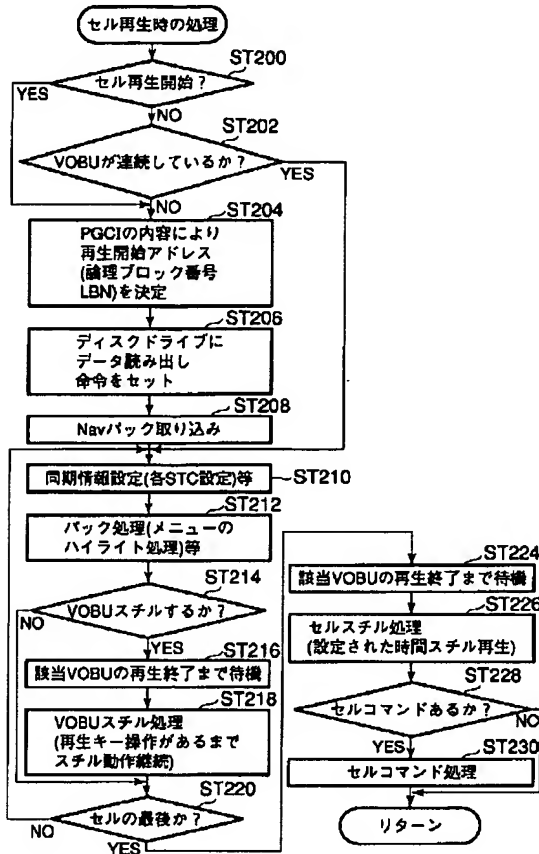 セル再生時の処理
ST200
セル再生開始？
YES
NO
ST202
VOBUが連続しているか？
YES
NO
ST204
PGCIの内容により
再生開始アドレス
(論理ブロック番号
LBN)を決定
ST206
ディスクドライブに
データ読み出し
命令をセット
ST208
Navパック取り込み
同期情報設定(各STC設定)等
ST210
ST212
パック処理(メニューの
ハイライト処理)等
ST214
VOBUスチルするか？
NO
YES
ST216
該当VOBUの再生終了まで待機
ST218
VOBUスチル処理
(再生キー操作があるまで
スチル動作継続)
ST220
セルの最後か？
NO
YES
ST224
該当VOBUの再生終了まで待機
ST226
セルスチル処理
(設定された時間スチル再生)
ST228
セルコマンドあるか？
NO
YES
ST230
セルコマンド処理
リターン